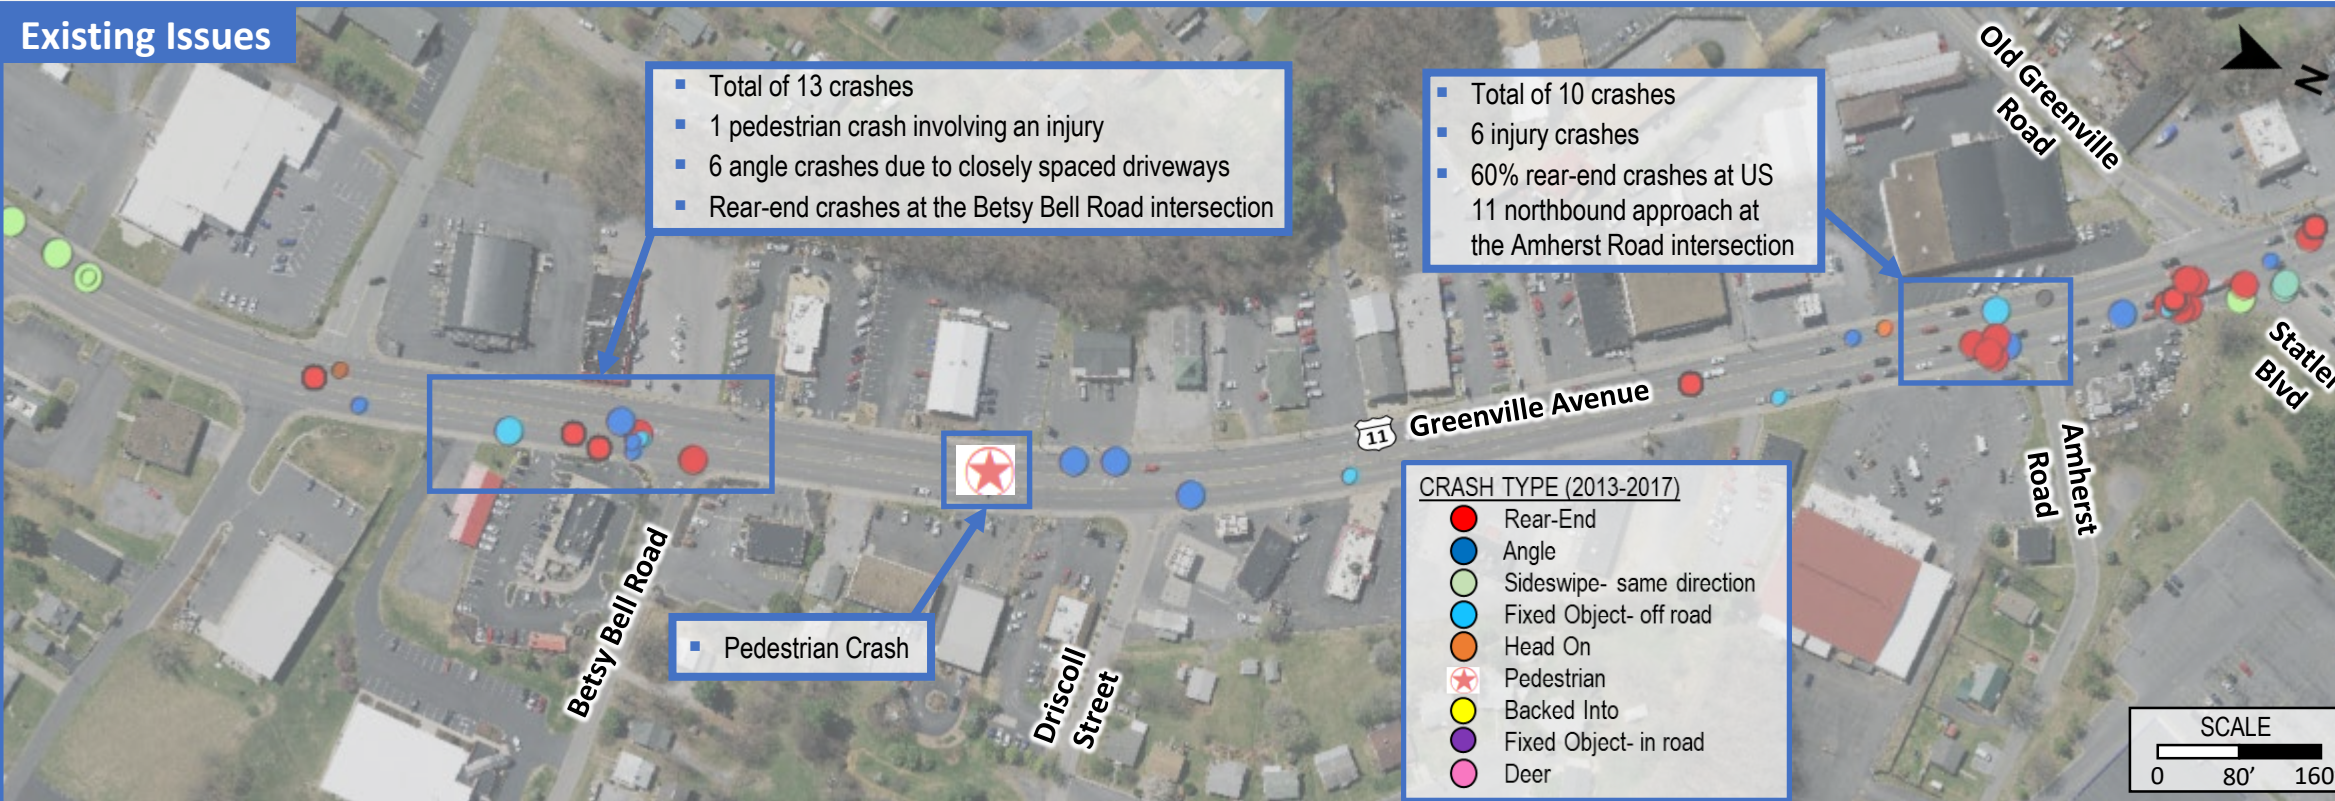 Existing Issues
▪ Total of 13 crashes
▪ 1 pedestrian crash involving an injury
▪ 6 angle crashes due to closely spaced driveways
▪ Rear-end crashes at the Betsy Bell Road intersection
▪ Total of 10 crashes
▪ 6 injury crashes
▪ 60% rear-end crashes at US
11 northbound approach at
the Amherst Road intersection
Old Greenville
Road
N
Statler
Blvd
11
Greenville Avenue
Amherst
Road
Betsy Bell Road
▪ Pedestrian Crash
Driscoll
Street
CRASH TYPE (2013-2017)
Rear-End
Angle
Sideswipe- same direction
Fixed Object- off road
Head On
Pedestrian
Backed Into
Fixed Object- in road
Deer
SCALE
0 80' 160